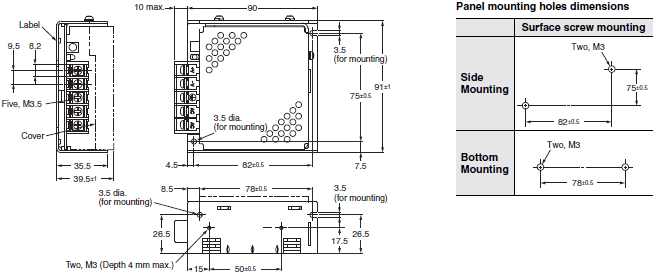 Label
9.5 8.2
Five, M3.5
Cover
35.5
39.5±1
10 max.
90
3.5
(for mounting)
75±0.5
91±1
3.5 dia.
(for mounting)
4.5
82±0.5
7.5
8.5
78±0.5
3.5
(for mounting)
3.5 dia.
(for mounting)
26.5
17.5
26.5
Two, M3 (Depth 4 mm max.)
15
50±0.5
Panel mounting holes dimensions
Surface screw mounting
Side
Mounting
Two, M3
75±0.5
82±0.5
Bottom
Mounting
Two, M3
78±0.5